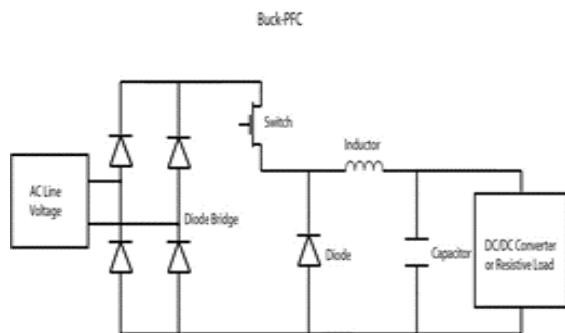 Buck-PFC
Switch
Inductor
AC Line
Voltage
Diode Bridge
Diode
Capacitor
DC/DC Converter
or Resistive Load